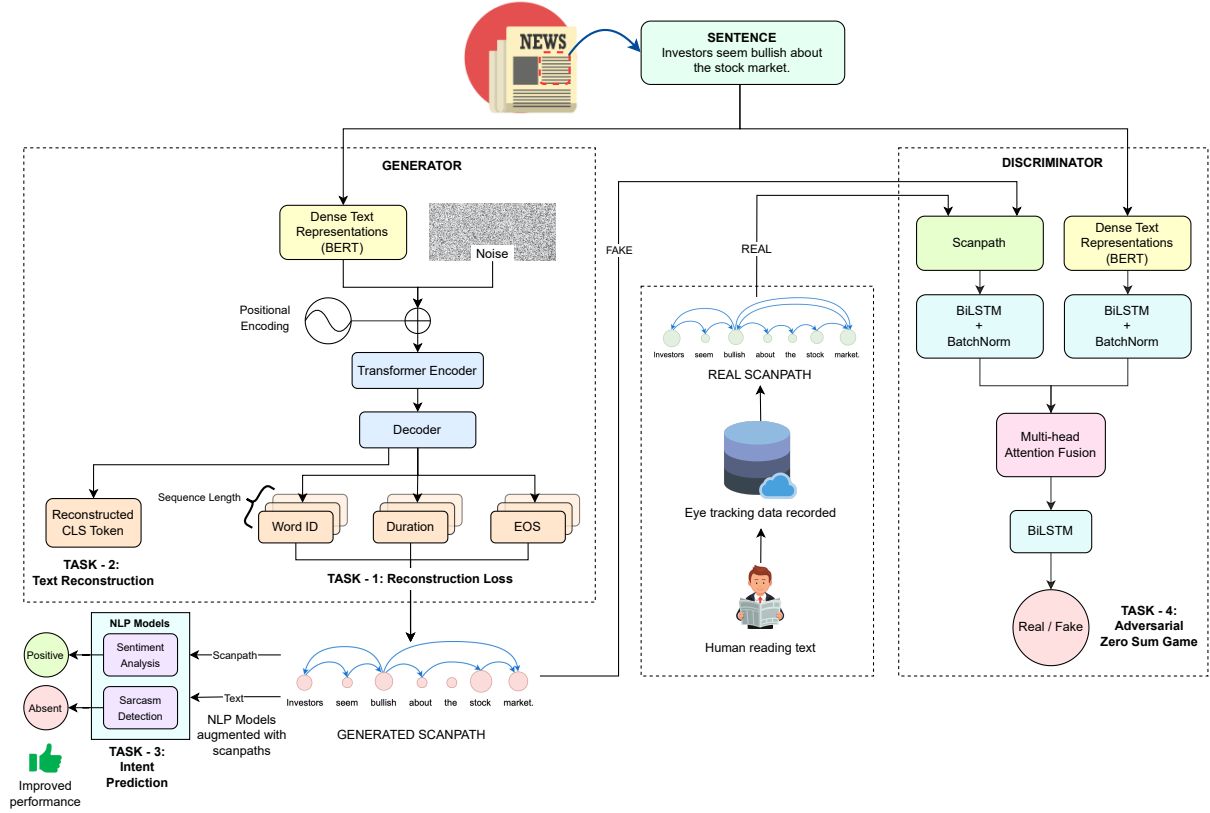 NEWS
SENTENCE
Investors seem bullish about
the stock market.
GENERATOR
Dense Text
Representations
(BERT)
Noise
Positional
Encoding
Transformer Encoder
Decoder
Sequence Length
Reconstructed
CLS Token
Word ID
Duration
EOS
TASK - 2:
Text Reconstruction
TASK - 1: Reconstruction Loss
FAKE
REAL
Investors seem bullish about the stock market.
REAL SCANPATH
Eye tracking data recorded
Human reading text
DISCRIMINATOR
Scanpath
Dense Text
Representations
(BERT)
BiLSTM
+
BatchNorm
BiLSTM
+
BatchNorm
Multi-head
Attention Fusion
BiLSTM
Real / Fake
TASK - 4:
Adversarial
Zero Sum Game
NLP Models
Positive
Sentiment
Analysis
Scanpath
Absent
Sarcasm
Detection
Text
NLP Models
augmented with
scanpaths
Investors seem bullish about the stock market.
GENERATED SCANPATH
TASK - 3:
Intent
Prediction
Improved
performance